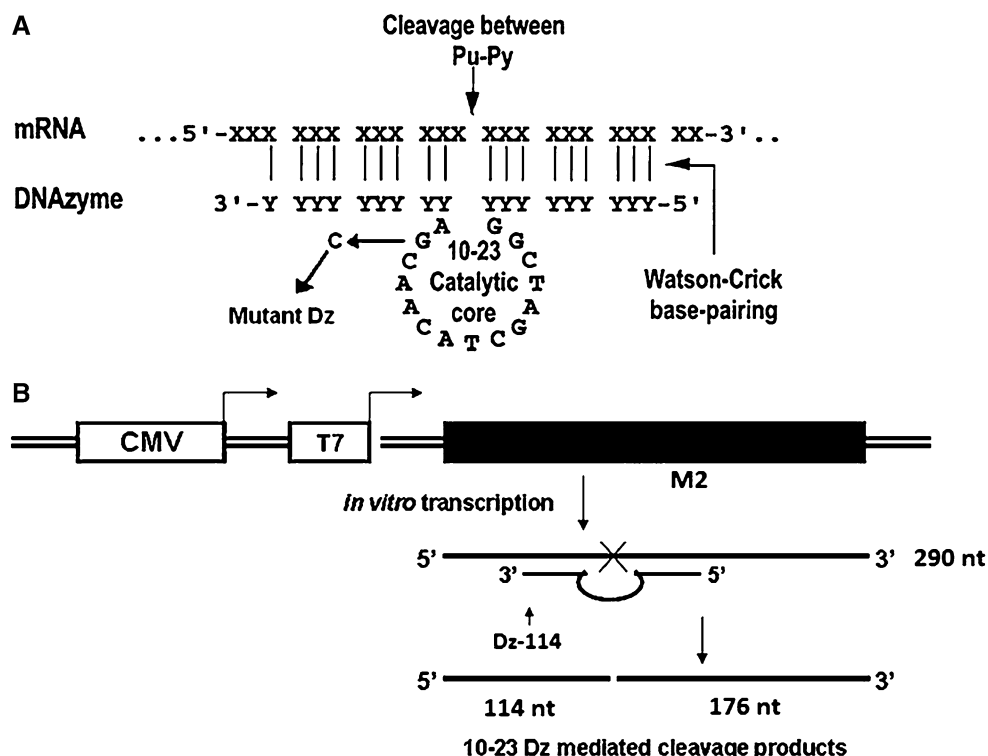 A
Cleavage between
Pu-Py
mRNA ...5'-XXX XXX XXX XXX XXX XXX XXX XX-3'..
DNAzyme 3'-Y YYY YYY YY YYY YYY YYY-5'
A G
C G 10-23 G
C Catalytic C
A core T
A A
C G
A T C
Mutant Dz
Watson-Crick
base-pairing
B
CMV T7
M2
in vitro transcription
5' 3' 290 nt
3' 5'
Dz-114
5' 3'
114 nt 176 nt
10-23 Dz mediated cleavage products